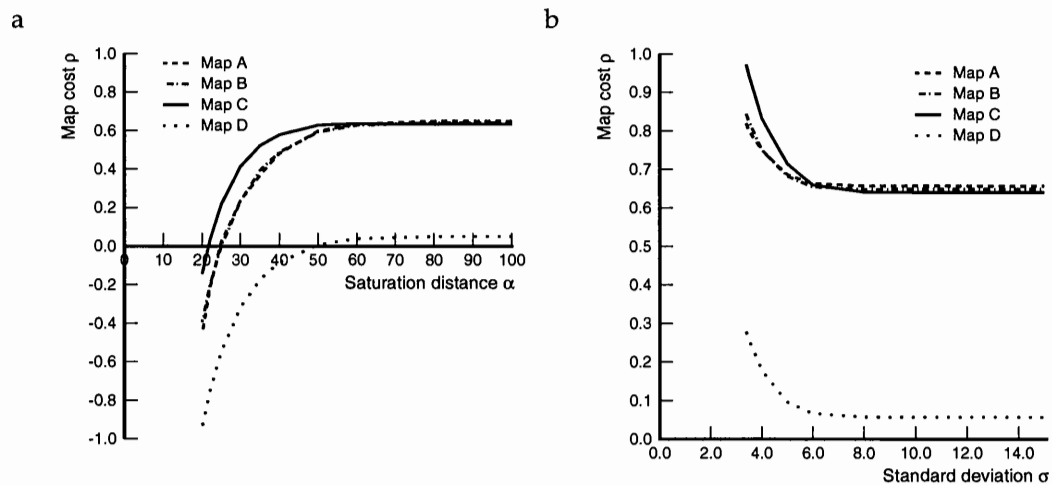 a
Map cost ρ
1.0
0.8
0.6
0.4
0.2
0.0
-0.2
-0.4
-0.6
-0.8
-1.0
Map A
Map B
Map C
Map D
0 10 20 30 40 50 60 70 80 90 100
Saturation distance α
b
Map cost ρ
1.0
0.9
0.8
0.7
0.6
0.5
0.4
0.3
0.2
0.1
0.0
Map A
Map B
Map C
Map D
0.0 2.0 4.0 6.0 8.0 10.0 12.0 14.0
Standard deviation σ